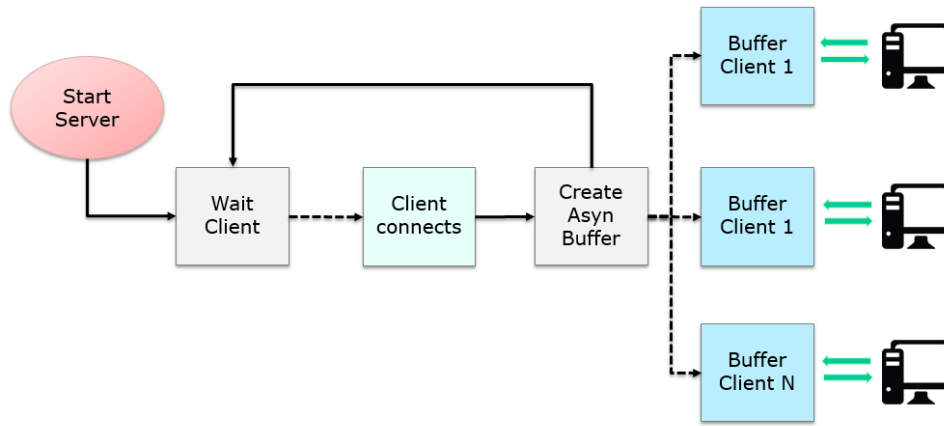 Start
Server
Wait
Client
Client
connects
Create
Asyn
Buffer
Buffer
Client 1
Buffer
Client 1
Buffer
Client N